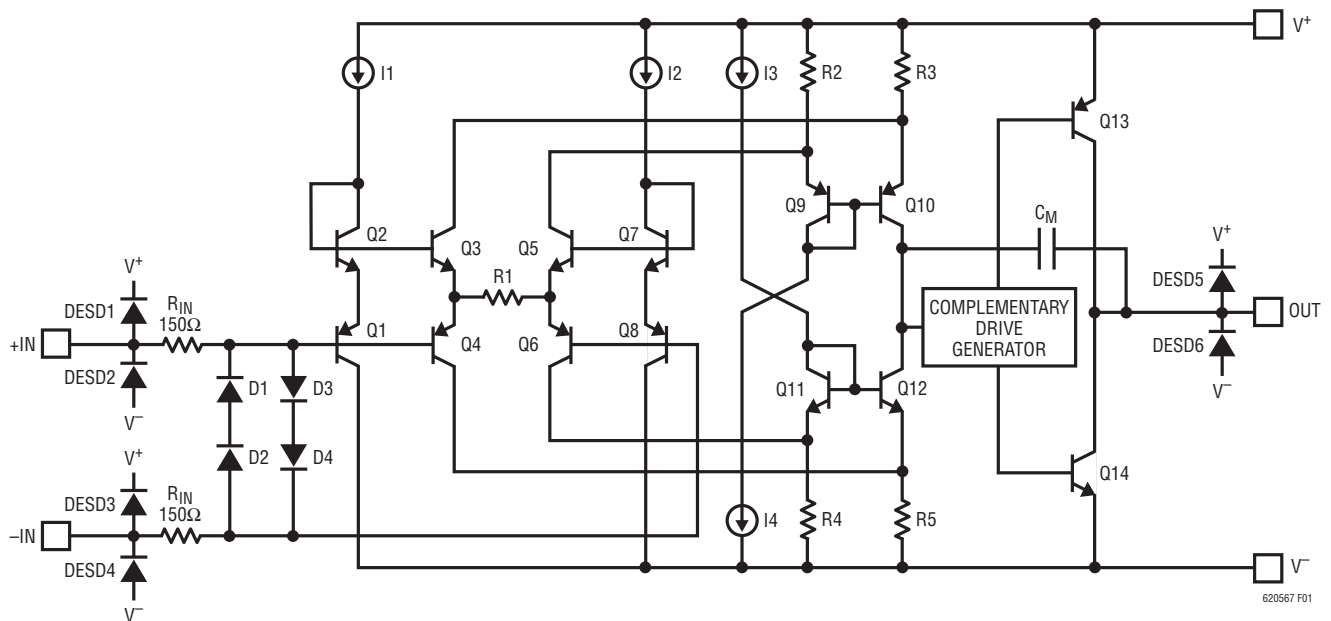 V+
I1
I2
I3
R2
R3
Q13
Q9
Q10
CM
V+
DESD5
OUT
DESD6
V−
Q2
Q3
Q5
Q7
R1
V+
DESD1
RIN
150Ω
+IN
DESD2
V−
Q1
Q4
Q6
Q8
COMPLEMENTARY
DRIVE
GENERATOR
D1
D3
D2
D4
Q11
Q12
Q14
V+
DESD3
RIN
150Ω
−IN
DESD4
V−
I4
R4
R5
V−
620567 F01